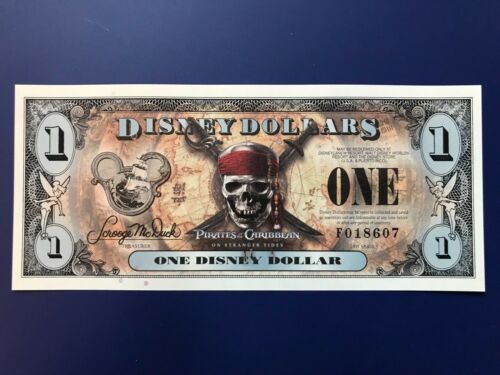 1
1
DISNEY DOLLARS
MAY BE REDEEMED ONLY AT
DISNEYLAND RESORT, WALT DISNEY WORLD
RESORT AND THE DISNEY STORE
(U.S.A. & PUERTO RICO).
ONE
F018607
Scrooge McDuck
TREASURER
PIRATES of the CARIBBEAN
ON STRANGER TIDES
1
ONE DISNEY DOLLAR
1